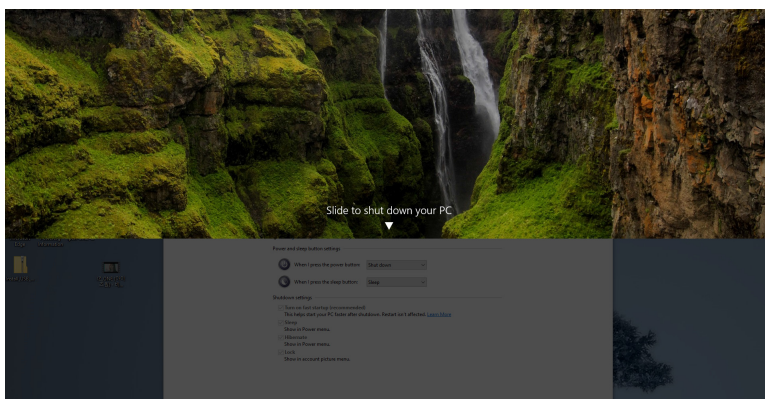 Slide to shut down your PC
Power and sleep button settings
When I press the power button: Shut down
When I press the sleep button: Sleep
Shutdown settings
Turn on fast startup (recommended)
This helps start your PC faster after shutdown. Restart isn't affected. Learn More
Sleep
Show in Power menu.
Hibernate
Show in Power menu.
Lock
Show in account picture menu.